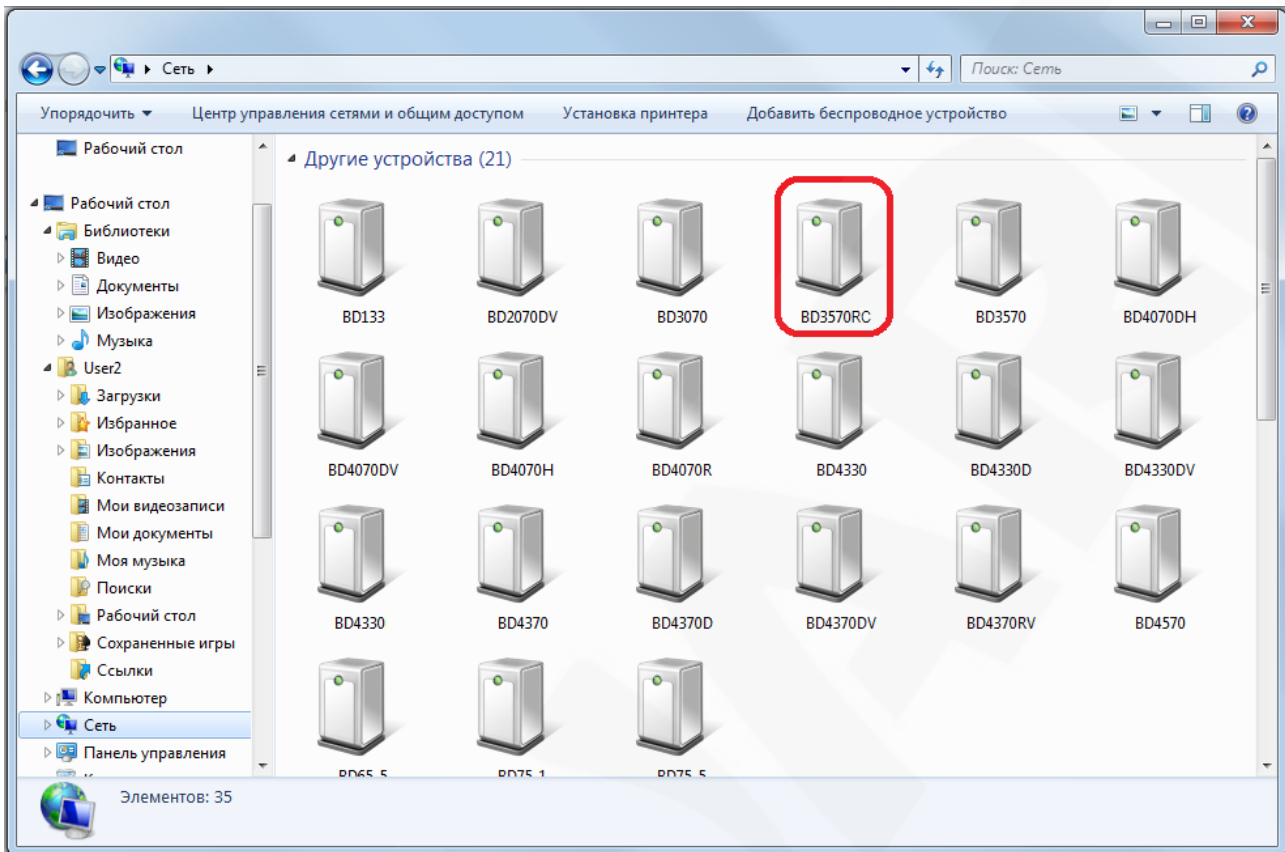 Сеть
Поиск: Сеть
Упорядочить Центр управления сетями и общим доступом Установка принтера Добавить беспроводное устройство
Рабочий стол
Рабочий стол
Библиотеки
Видео
Документы
Изображения
Музыка
User2
Загрузки
Избранное
Изображения
Контакты
Мои видеозаписи
Мои документы
Моя музыка
Поиски
Рабочий стол
Сохраненные игры
Ссылки
Компьютер
Сеть
Панель управления
Другие устройства (21)
BD133 BD2070DV BD3070 BD3570RC BD3570 BD4070DH
BD4070DV BD4070H BD4070R BD4330 BD4330D BD4330DV
BD4330 BD4370 BD4370D BD4370DV BD4370RV BD4570
BD65_5 BD75_1 BD75_5
Элементов: 35